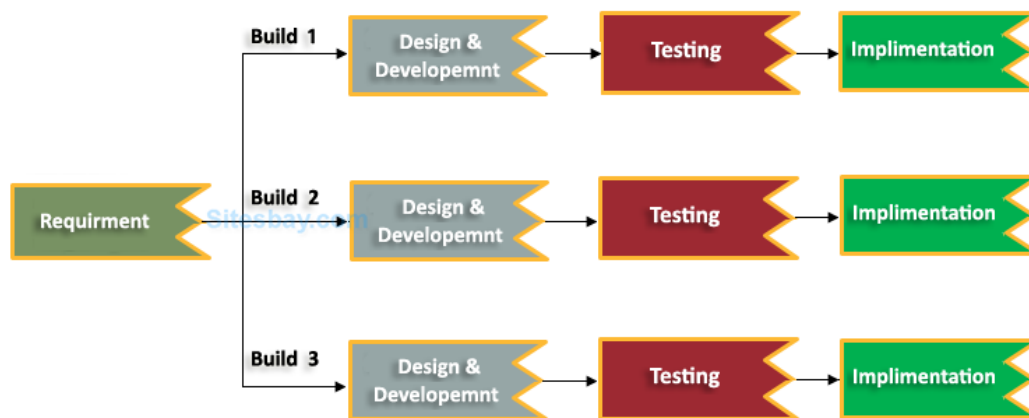 Build 1
Design &
Developemnt
Testing
Implimentation
Requirment
Sitesbay.com
Build 2
Design &
Developemnt
Testing
Implimentation
Build 3
Design &
Developemnt
Testing
Implimentation